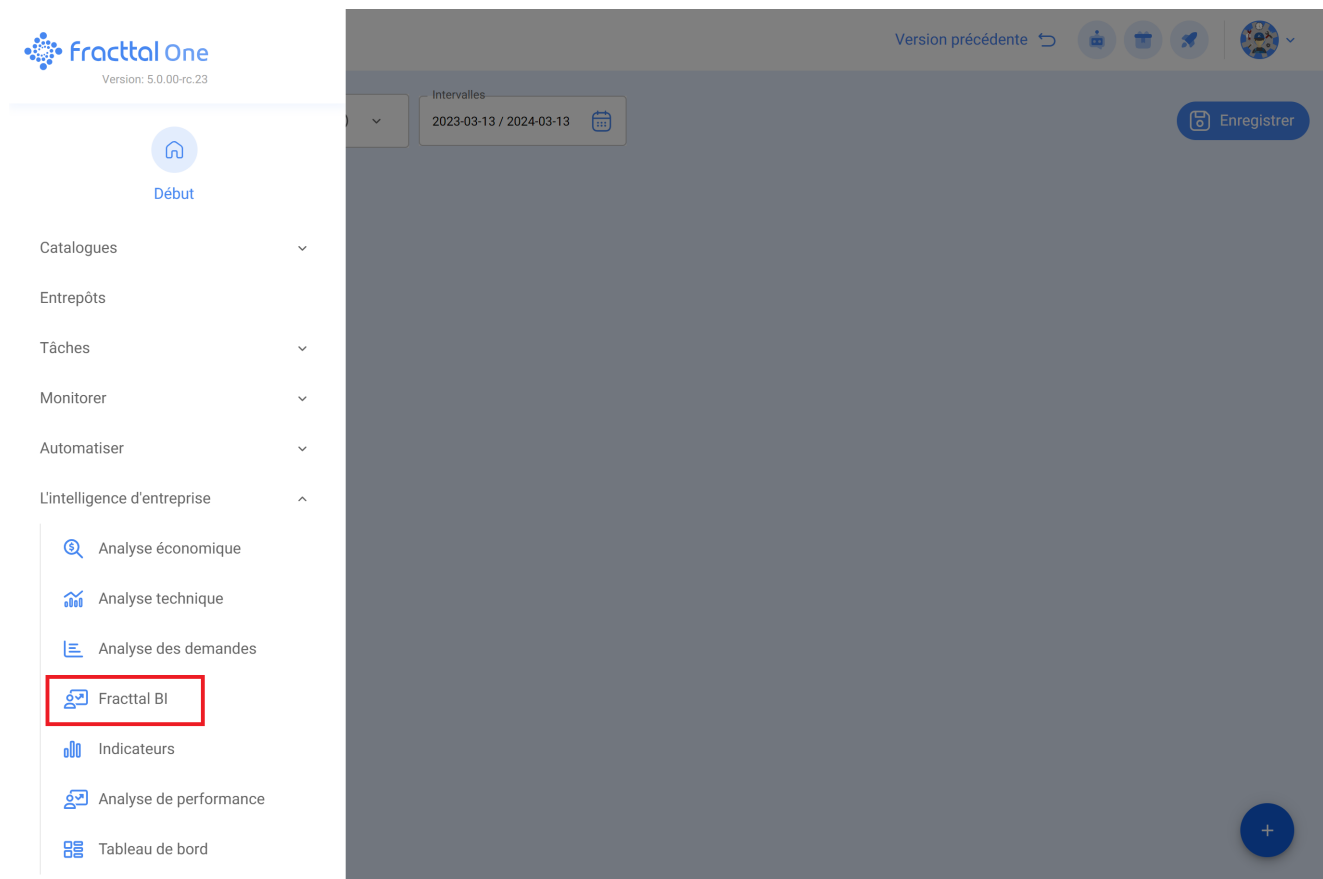 fracttal One
Version: 5.0.00-rc.23
Début
Catalogues
Entrepôts
Tâches
Monitorer
Automatiser
L'intelligence d'entreprise
Analyse économique
Analyse technique
Analyse des demandes
Fracttal BI
Indicateurs
Analyse de performance
Tableau de bord
Version précédente
)
Intervalles
2023-03-13 / 2024-03-13
Enregistrer
+